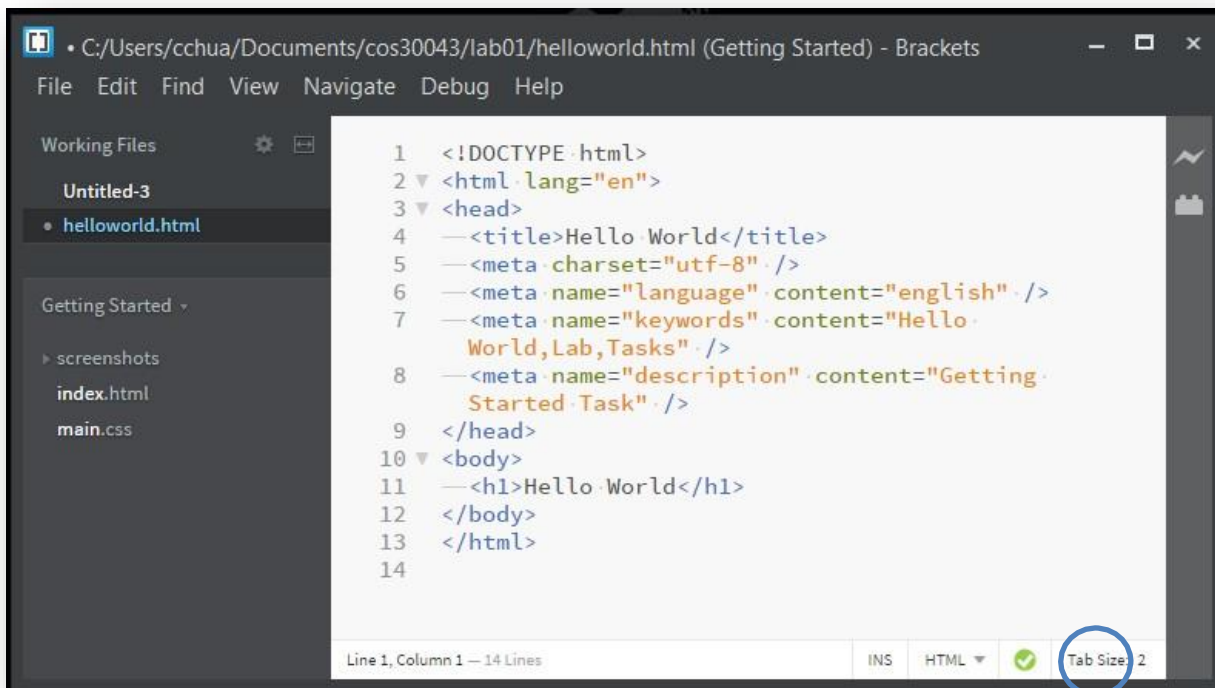 • C:/Users/cchua/Documents/cos30043/lab01/helloworld.html (Getting Started) - Brackets
File Edit Find View Navigate Debug Help
Working Files
Untitled-3
• helloworld.html
Getting Started
screenshots
index.html
main.css
1 <!DOCTYPE html>
2 <html lang="en">
3 <head>
4 <title>Hello World</title>
5 <meta charset="utf-8" />
6 <meta name="language" content="english" />
7 <meta name="keywords" content="Hello
World,Lab,Tasks" />
8 <meta name="description" content="Getting
Started Task" />
9 </head>
10 <body>
11 <h1>Hello World</h1>
12 </body>
13 </html>
14
Line 1, Column 1 — 14 Lines
INS HTML Tab Size: 2